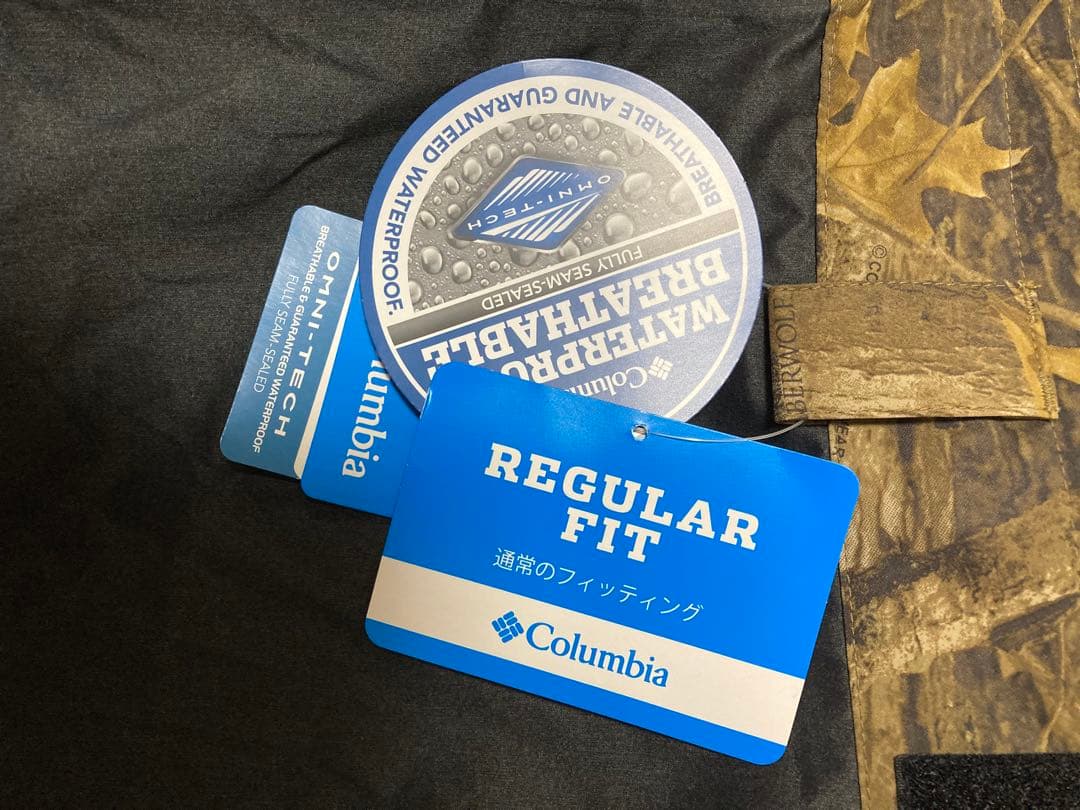 BREATHABLE AND GUARANTEED WATERPROOF.
OMNI-TECH
FULLY SEAM-SEALED
BREATHABLE
OMNI-TECH
BREATHABLE & GUARANTEED WATERPROOF
FULLY SEAM-SEALED
REGULAR
FIT
通常のフィッティング
Columbia